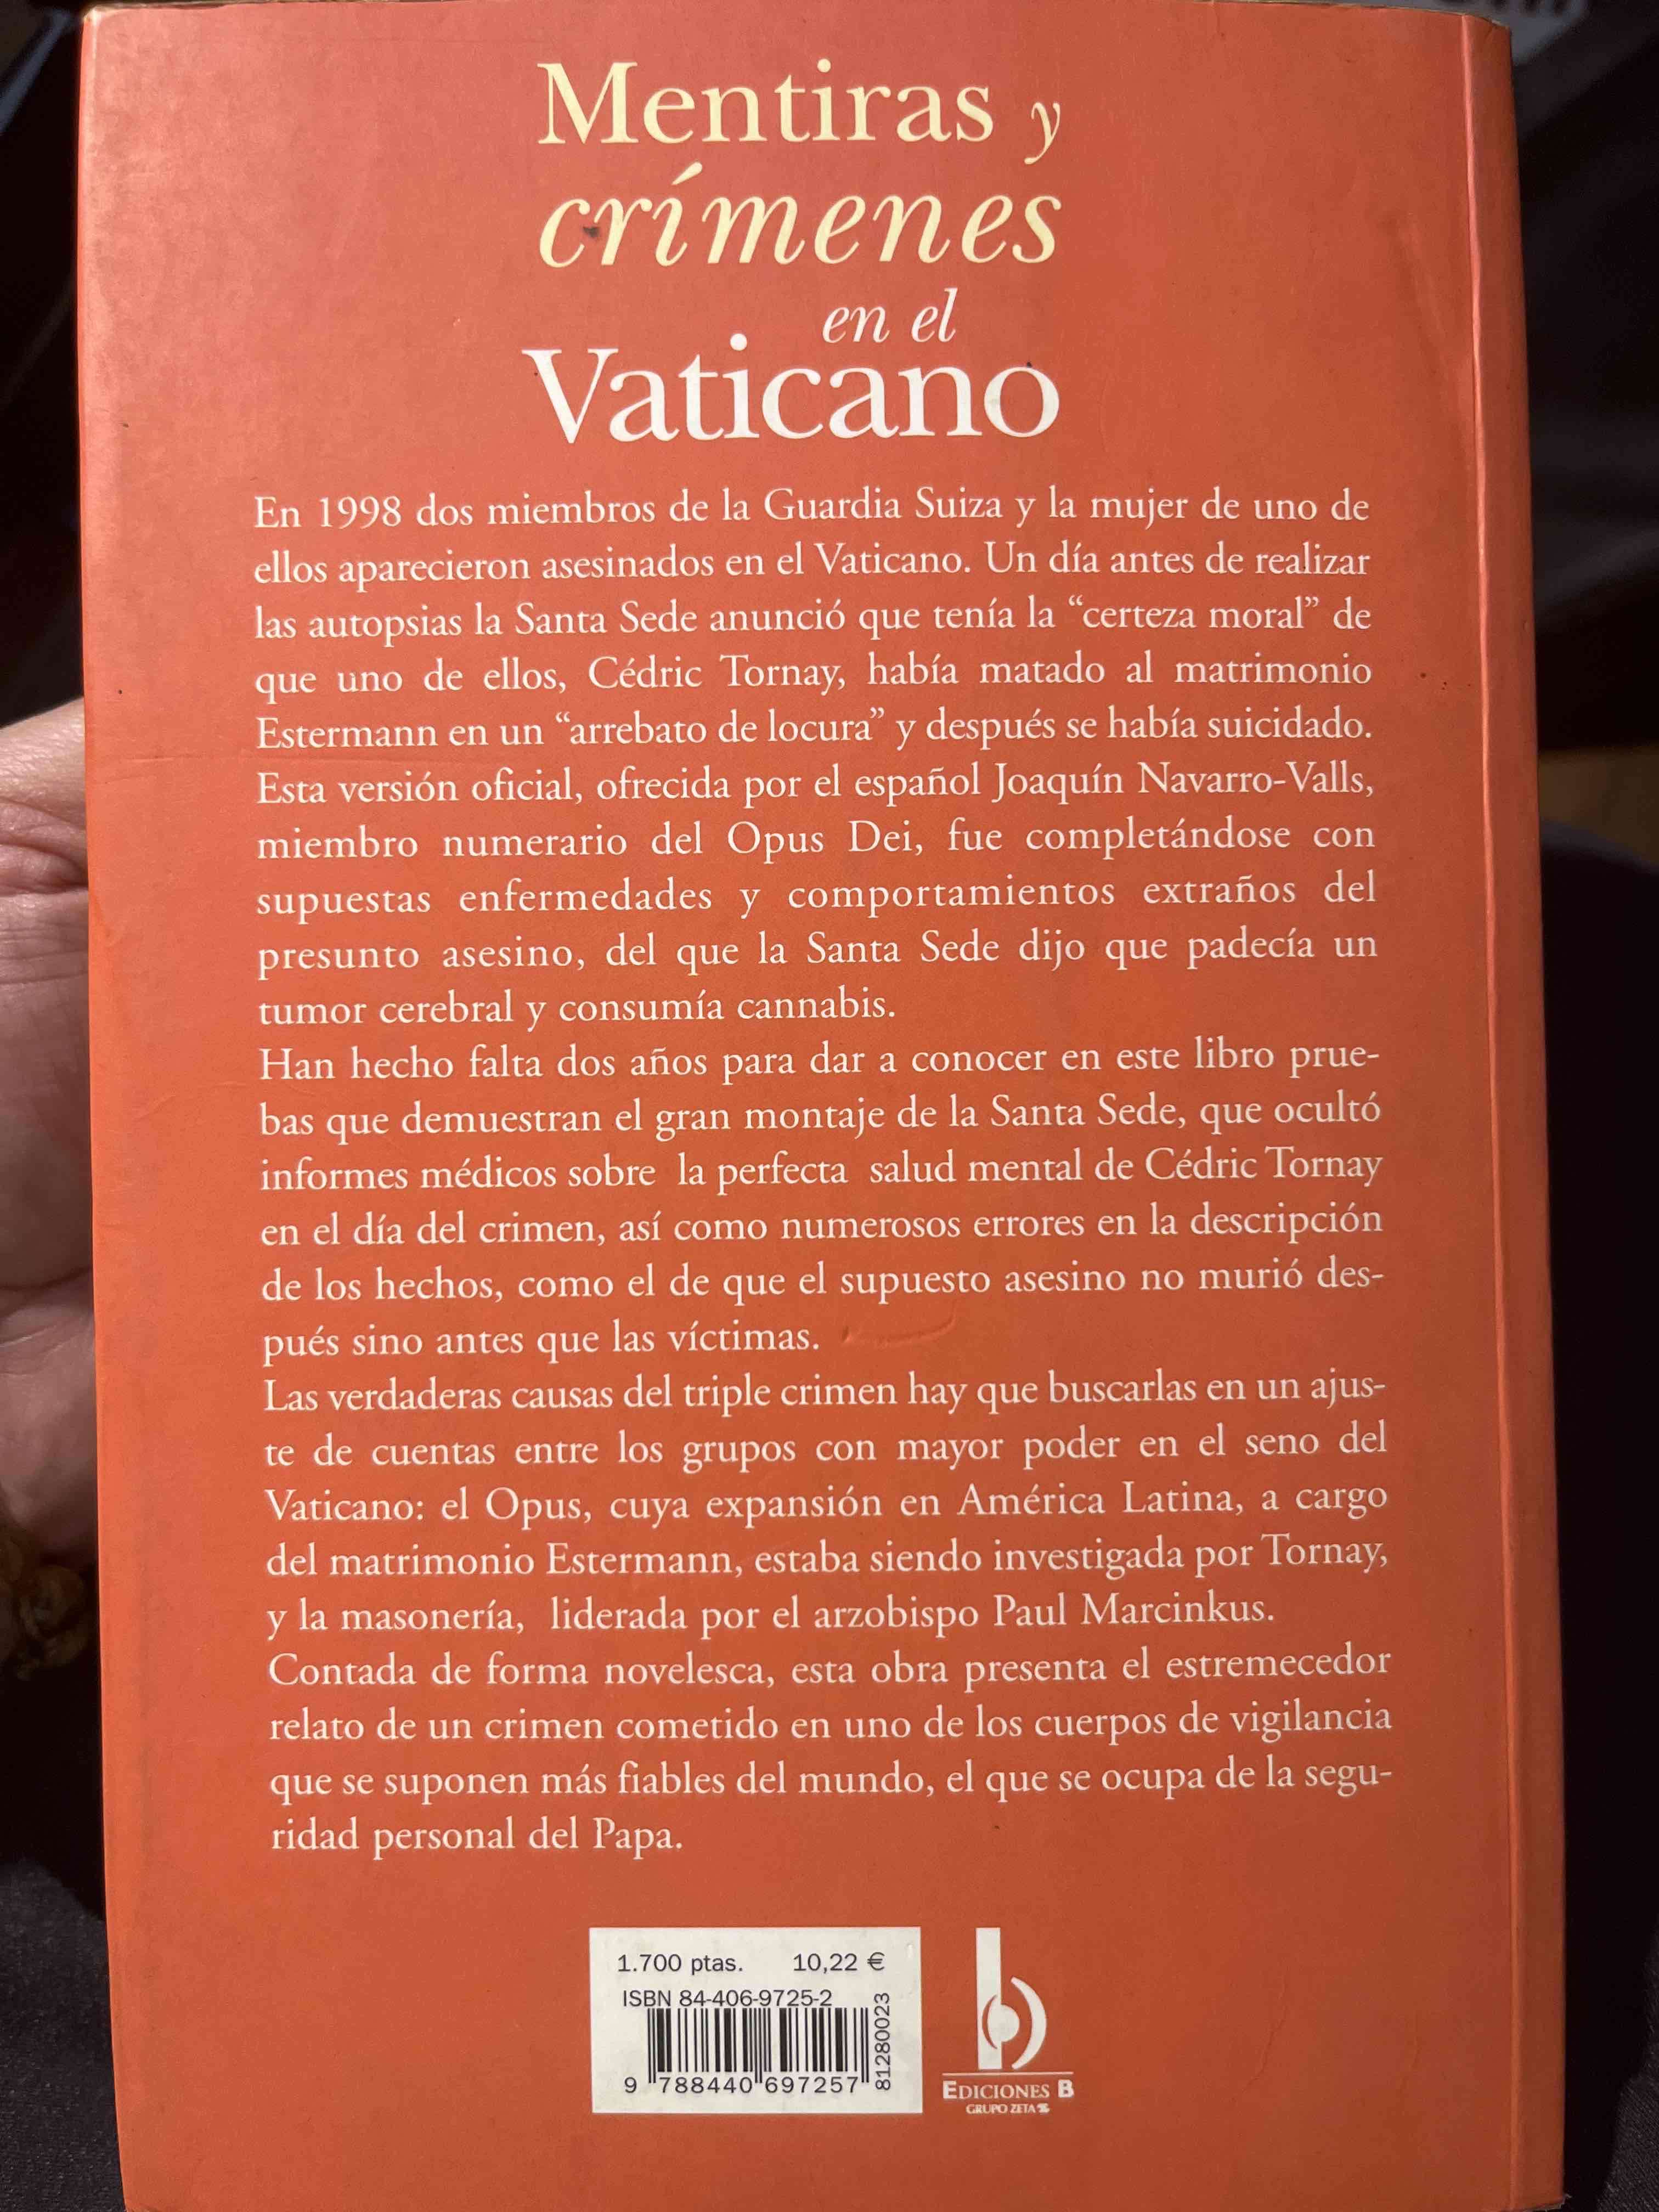 Mentiras y
crímenes
en el
Vaticano
En 1998 dos miembros de la Guardia Suiza y la mujer de uno de
ellos aparecieron asesinados en el Vaticano. Un día antes de realizar
las autopsias la Santa Sede anunció que tenía la “certeza moral” de
que uno de ellos, Cédric Tornay, había matado al matrimonio
Estermann en un “arrebato de locura” y después se había suicidado.
Esta versión oficial, ofrecida por el español Joaquín Navarro-Valls,
miembro numerario del Opus Dei, fue completándose con
supuestas enfermedades y comportamientos extraños del
presunto asesino, del que la Santa Sede dijo que padecía un
tumor cerebral y consumía cannabis.
Han hecho falta dos años para dar a conocer en este libro prue-
bas que demuestran el gran montaje de la Santa Sede, que ocultó
informes médicos sobre la perfecta salud mental de Cédric Tornay
en el día del crimen, así como numerosos errores en la descripción
de los hechos, como el de que el supuesto asesino no murió des-
pués sino antes que las víctimas.
Las verdaderas causas del triple crimen hay que buscarlas en un ajus-
te de cuentas entre los grupos con mayor poder en el seno del
Vaticano: el Opus, cuya expansión en América Latina, a cargo
del matrimonio Estermann, estaba siendo investigada por Tornay,
y la masonería, liderada por el arzobispo Paul Marcinkus.
Contada de forma novelesca, esta obra presenta el estremecedor
relato de un crimen cometido en uno de los cuerpos de vigilancia
que se suponen más fiables del mundo, el que se ocupa de la segu-
ridad personal del Papa.
1.700 ptas. 10,22 €
ISBN 84-406-9725-2
9 788440 697257
81280023
b
EDICIONES B
GRUPO ZETA